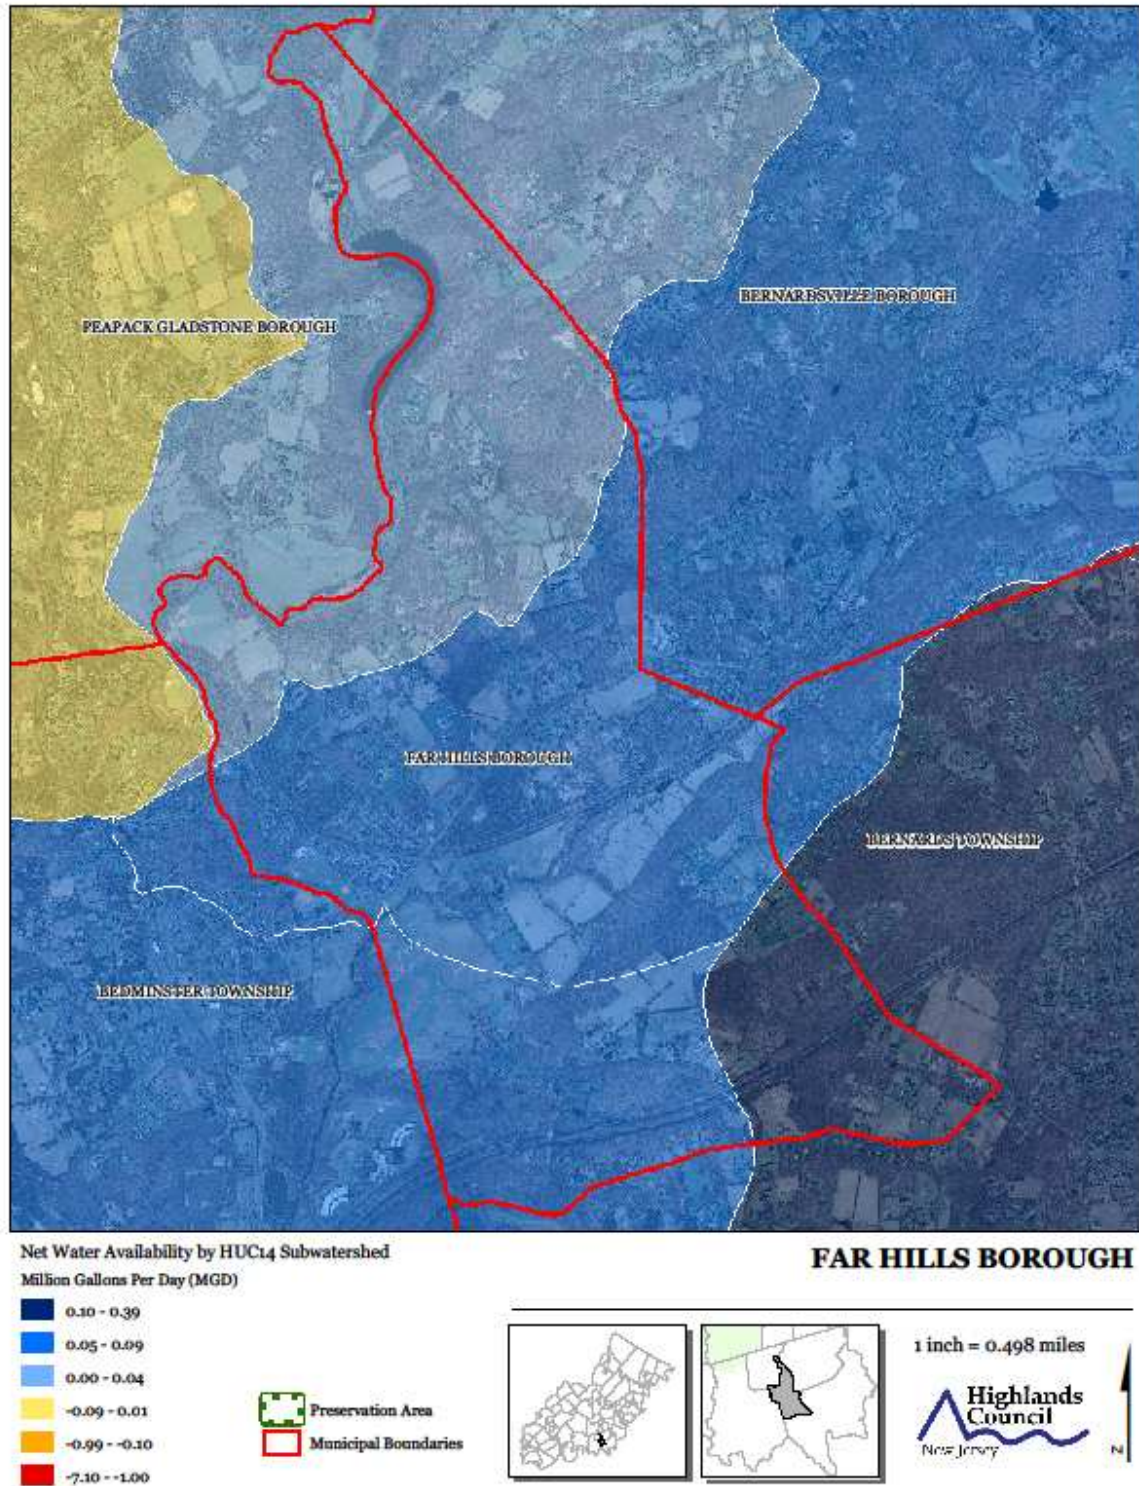 PEAPACK GLADSTONE BOROUGH
BERNARDSVILLE BOROUGH
FAR HILLS BOROUGH
BERNARDS TOWNSHIP
BEDMINSTER TOWNSHIP
Net Water Availability by HUC14 Subwatershed
Million Gallons Per Day (MGD)
0.10 - 0.39
0.05 - 0.09
0.00 - 0.04
-0.09 - 0.01
-0.99 - -0.10
-7.10 - -1.00
Preservation Area
Municipal Boundaries
FAR HILLS BOROUGH
1 inch = 0.498 miles
Highlands
Council
New Jersey
N